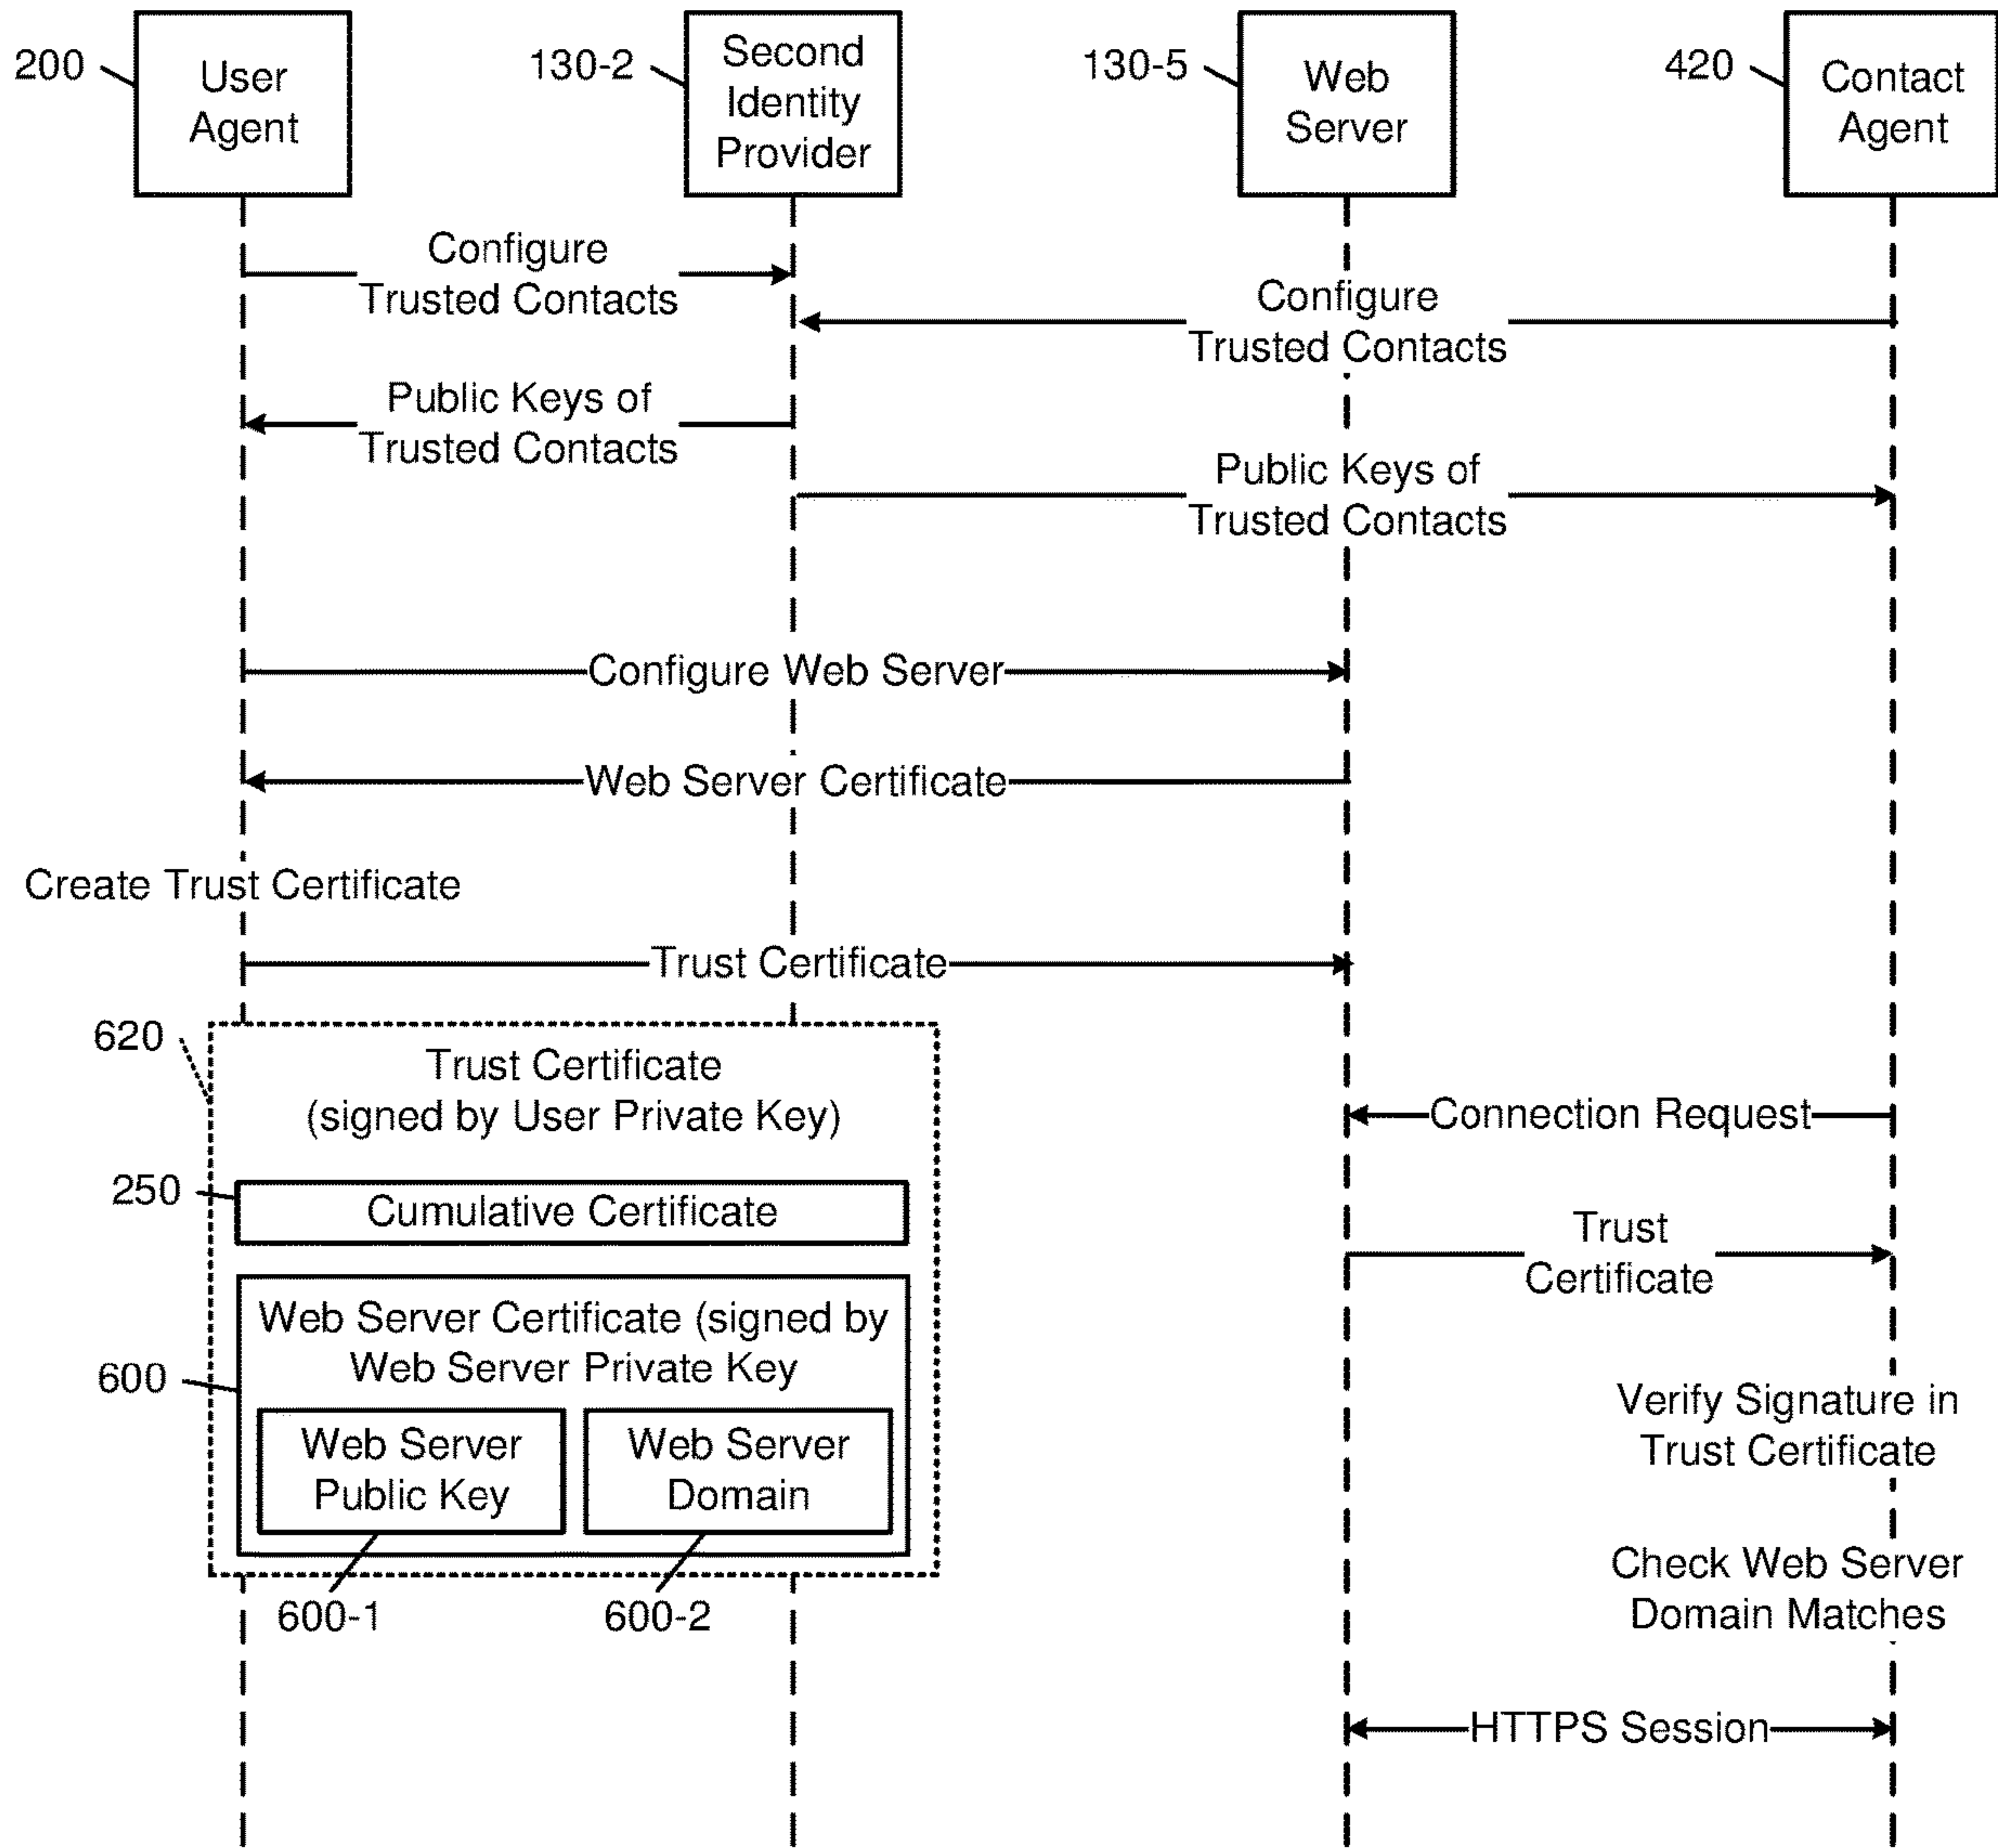 200
User
Agent
130-2
Second
Identity
Provider
130-5
Web
Server
420
Contact
Agent
Configure
Trusted Contacts
Configure
Trusted Contacts
Public Keys of
Trusted Contacts
Public Keys of
Trusted Contacts
Configure Web Server
Web Server Certificate
Create Trust Certificate
Trust Certificate
620
Trust Certificate
(signed by User Private Key)
Connection Request
250
Cumulative Certificate
Trust
Certificate
600
Web Server Certificate (signed by
Web Server Private Key
Web Server
Public Key
Web Server
Domain
600-1
600-2
Verify Signature in
Trust Certificate
Check Web Server
Domain Matches
HTTPS Session